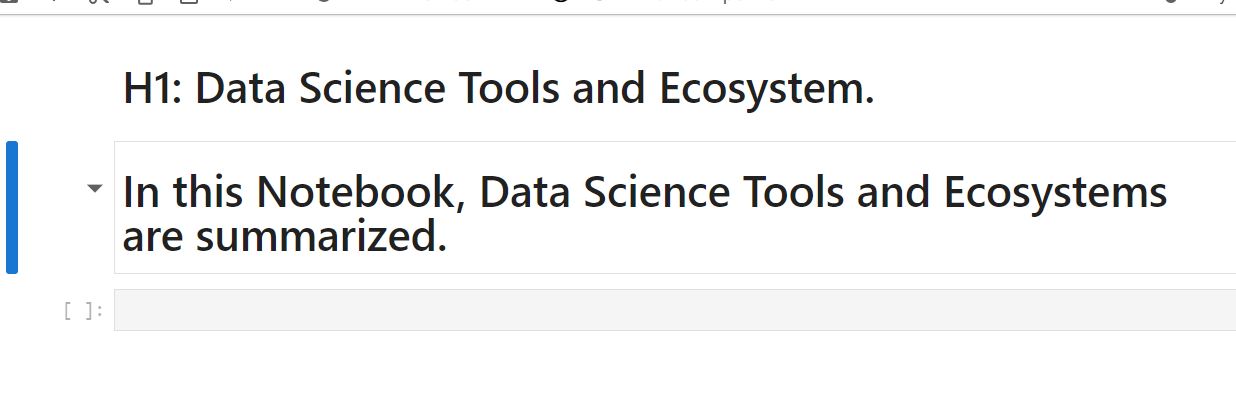 H1: Data Science Tools and Ecosystem.
In this Notebook, Data Science Tools and Ecosystems
are summarized.
[ ]: